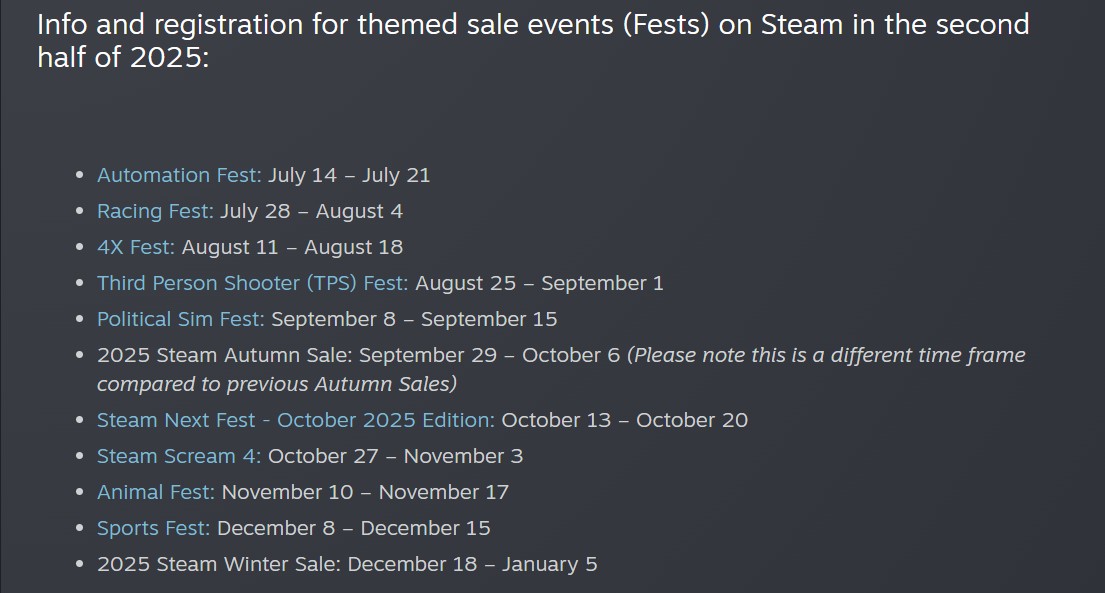 Info and registration for themed sale events (Fests) on Steam in the second
half of 2025:
• Automation Fest: July 14 – July 21
• Racing Fest: July 28 – August 4
• 4X Fest: August 11 – August 18
• Third Person Shooter (TPS) Fest: August 25 – September 1
• Political Sim Fest: September 8 – September 15
• 2025 Steam Autumn Sale: September 29 – October 6 (Please note this is a different time frame
compared to previous Autumn Sales)
• Steam Next Fest - October 2025 Edition: October 13 – October 20
• Steam Scream 4: October 27 – November 3
• Animal Fest: November 10 – November 17
• Sports Fest: December 8 – December 15
• 2025 Steam Winter Sale: December 18 – January 5